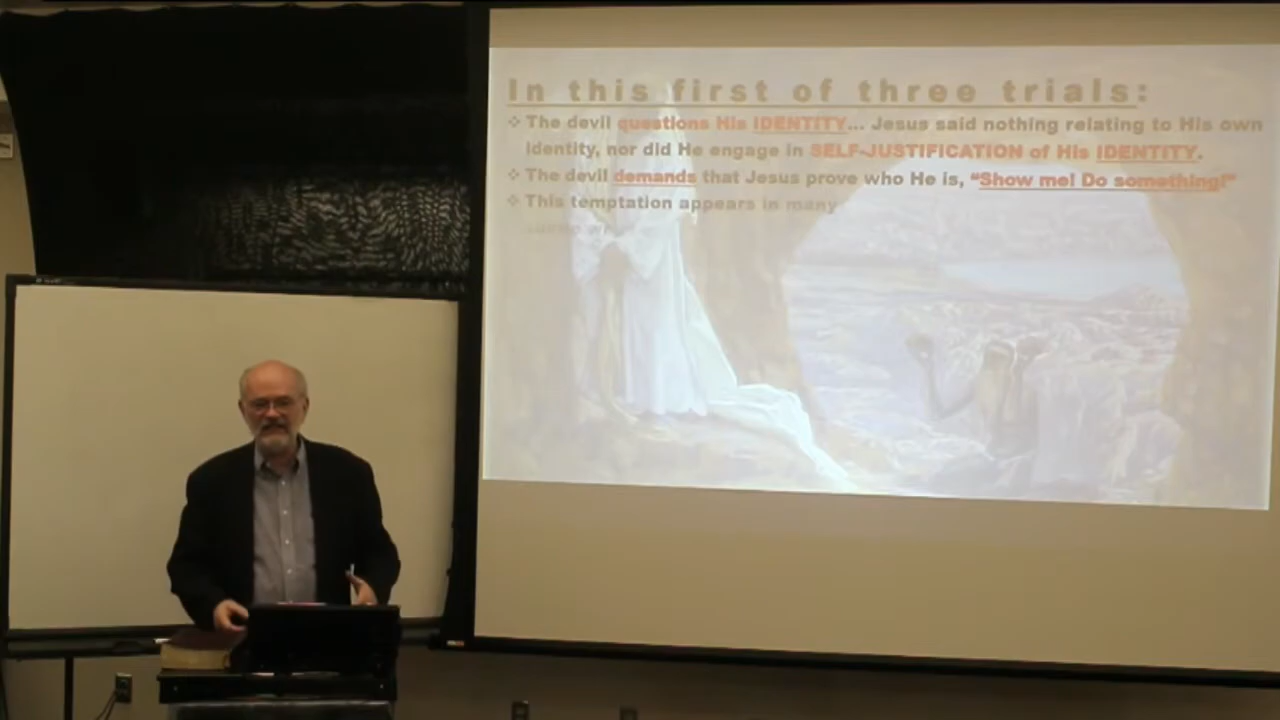 In this first of three trials:
❖ The devil questions His IDENTITY... Jesus said nothing relating to His own
identity, nor did He engage in SELF-JUSTIFICATION of His IDENTITY.
❖ The devil demands that Jesus prove who He is, “Show me! Do something!”
❖ This temptation appears in many